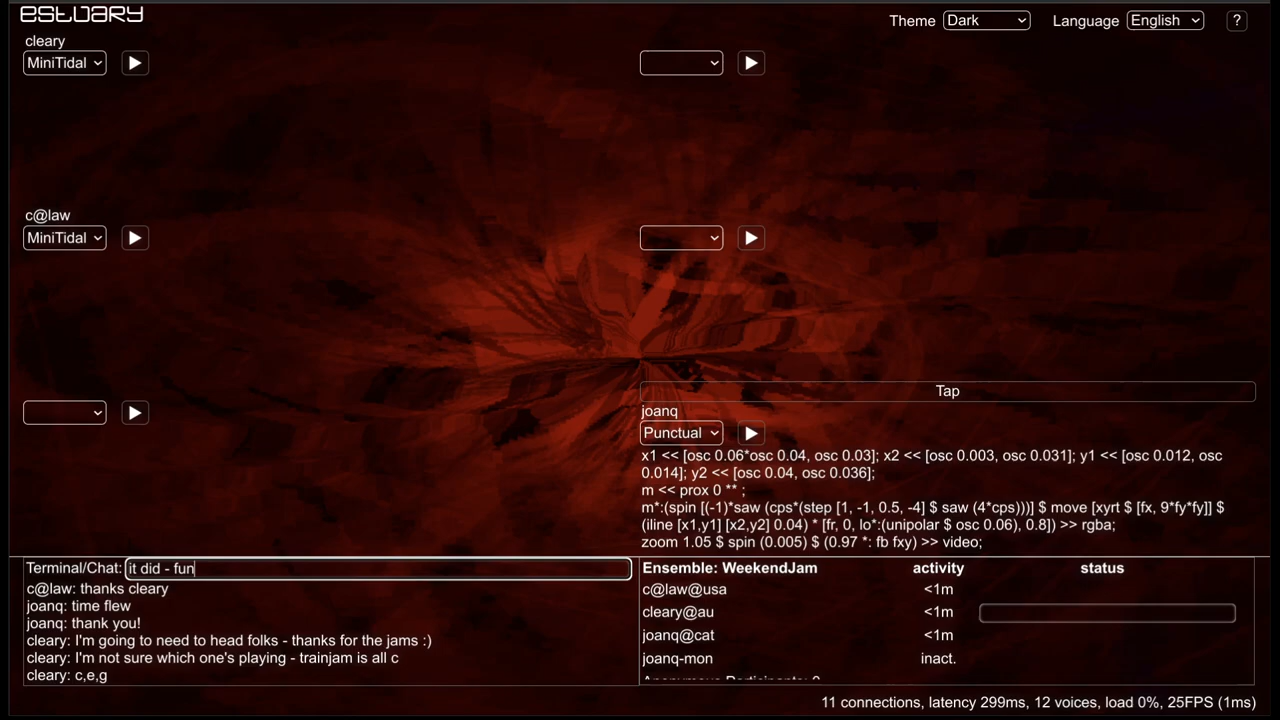 estuary
Theme Dark Language English ?
cleary
MiniTidal
c@law
MiniTidal
Tap
joanq
Punctual
x1 << [osc 0.06*osc 0.04, osc 0.03]; x2 << [osc 0.003, osc 0.031]; y1 << [osc 0.012, osc
0.014]; y2 << [osc 0.04, osc 0.036];
m << prox 0 ** ;
m*:(spin [(-1)*saw (cps*(step [1, -1, 0.5, -4] $ saw (4*cps)))] $ move [xyrt $ [fx, 9*fy*fy]] $
(iline [x1,y1] [x2,y2] 0.04) * [fr, 0, lo*:(unipolar $ osc 0.06), 0.8]) >> rgba;
zoom 1.05 $ spin (0.005) $ (0.97 *: fb fxy) >> video;
Terminal/Chat: it did - fun
c@law: thanks cleary
joanq: time flew
joanq: thank you!
cleary: I'm going to need to head folks - thanks for the jams :)
cleary: I'm not sure which one's playing - trainjam is all c
cleary: c,e,g
Ensemble: WeekendJam activity status
c@law@usa <1m
cleary@au <1m
joanq@cat <1m
joanq-mon inact.
Anonymous Participants: 0
11 connections, latency 299ms, 12 voices, load 0%, 25FPS (1ms)